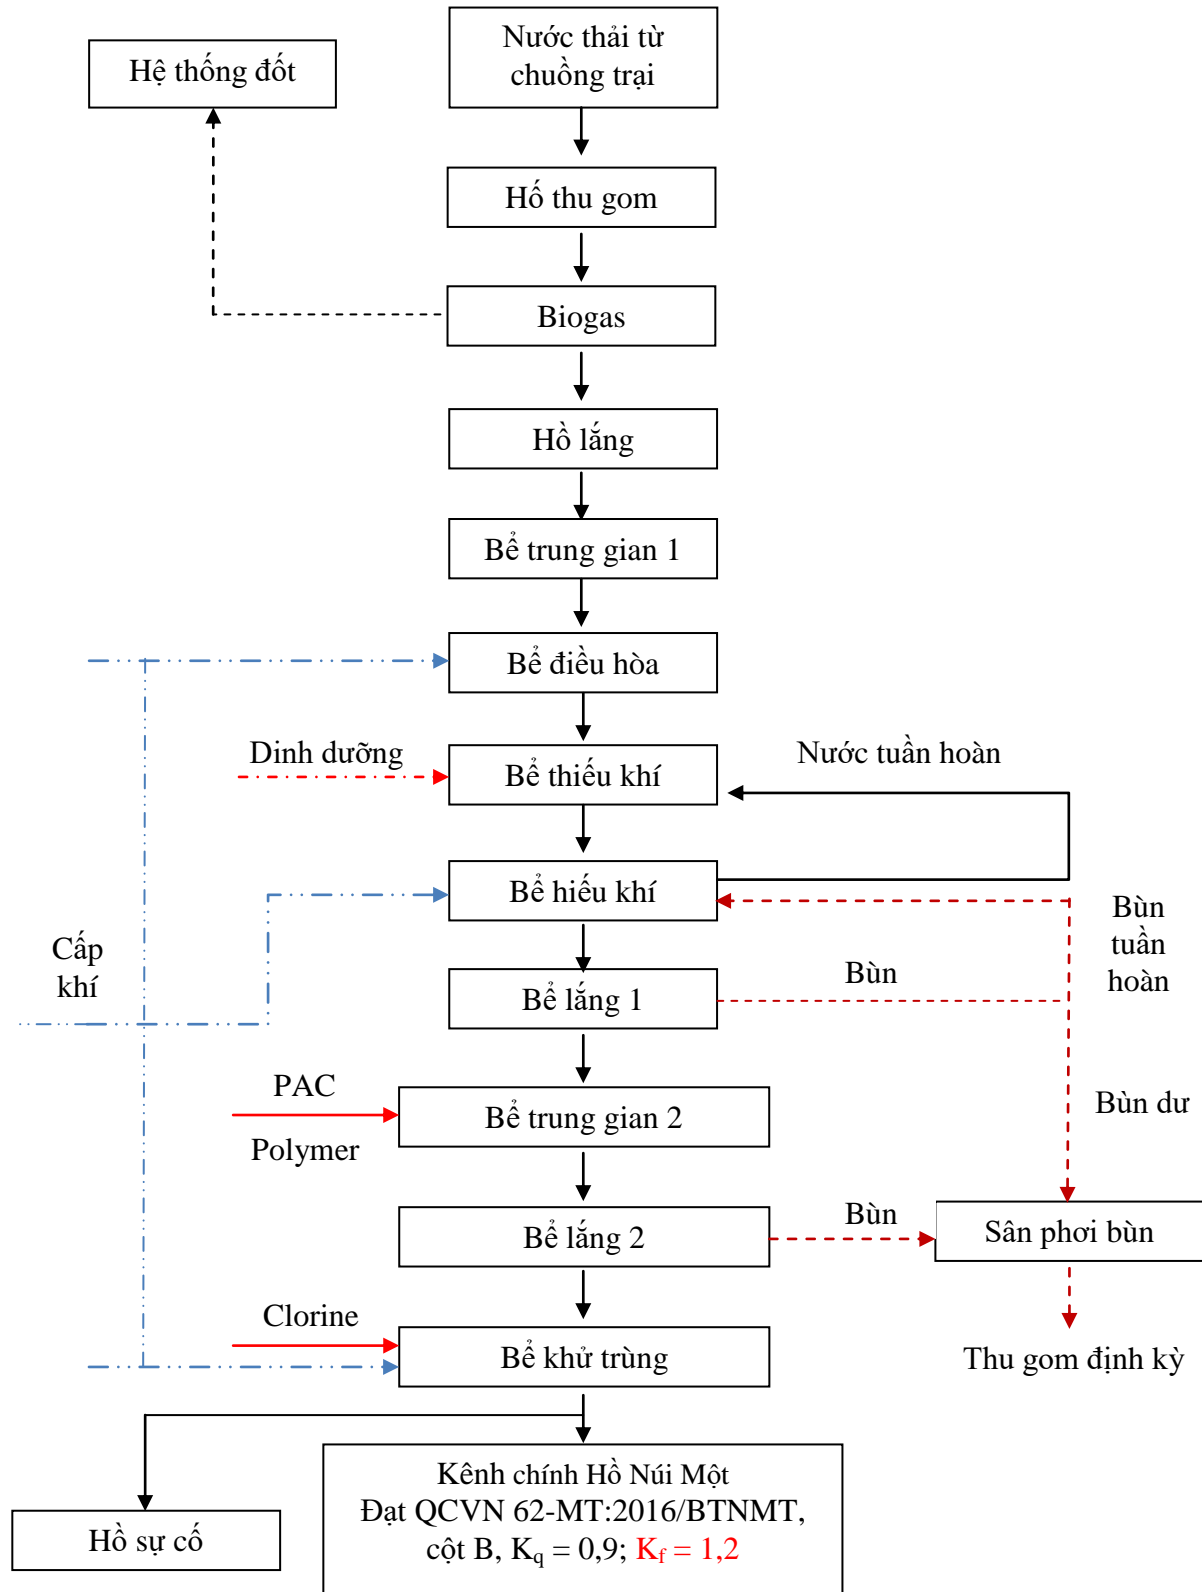 Nước thải từ
chuồng trại
Hệ thống đốt
Hố thu gom
Biogas
Hồ lắng
Bể trung gian 1
Bể điều hòa
Dinh dưỡng
Bể thiếu khí
Nước tuần hoàn
Bể hiếu khí
Bùn
tuần
hoàn
Cấp
khí
Bể lắng 1
Bùn
PAC
Polymer
Bể trung gian 2
Bùn dư
Bể lắng 2
Bùn
Sân phơi bùn
Clorine
Bể khử trùng
Thu gom định kỳ
Hồ sự cố
Kênh chính Hồ Núi Một
Đạt QCVN 62-MT:2016/BTNMT,
cột B, Kq = 0,9; Kf = 1,2